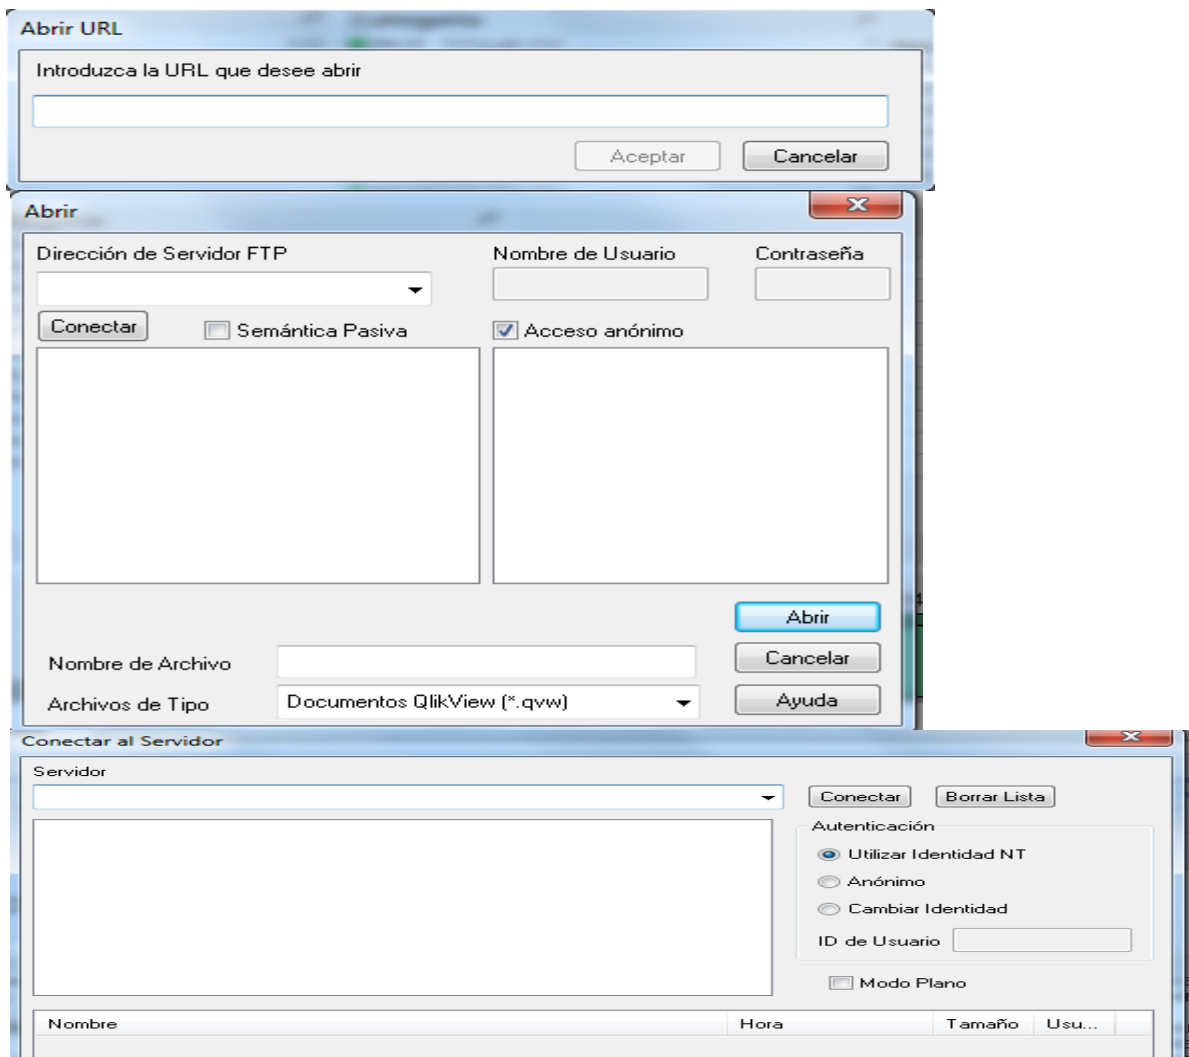 Abrir URL
Introduzca la URL que desee abrir
Aceptar Cancelar
Abrir
Dirección de Servidor FTP Nombre de Usuario Contraseña
Conectar Semántica Pasiva Acceso anónimo
Abrir
Nombre de Archivo Cancelar
Archivos de Tipo Documentos QlikView (*.qvw) Ayuda
Conectar al Servidor
Servidor
Conectar Borrar Lista
Autenticación
Utilizar Identidad NT
Anónimo
Cambiar Identidad
ID de Usuario
Modo Plano
Nombre Hora Tamaño Usu...